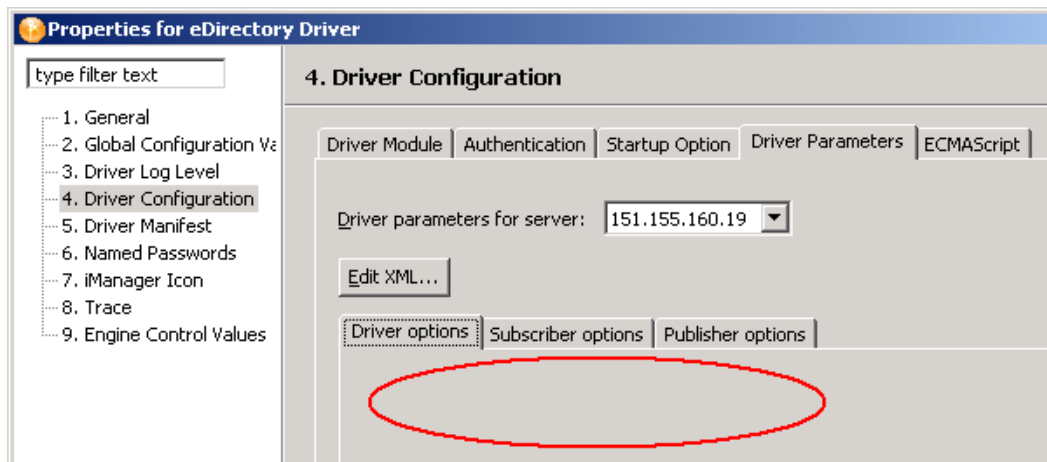 Properties for eDirectory Driver
type filter text
4. Driver Configuration
1. General
2. Global Configuration Va
3. Driver Log Level
4. Driver Configuration
5. Driver Manifest
6. Named Passwords
7. iManager Icon
8. Trace
9. Engine Control Values
Driver Module Authentication Startup Option Driver Parameters ECMAScript
Driver parameters for server: 151.155.160.19
Edit XML...
Driver options Subscriber options Publisher options